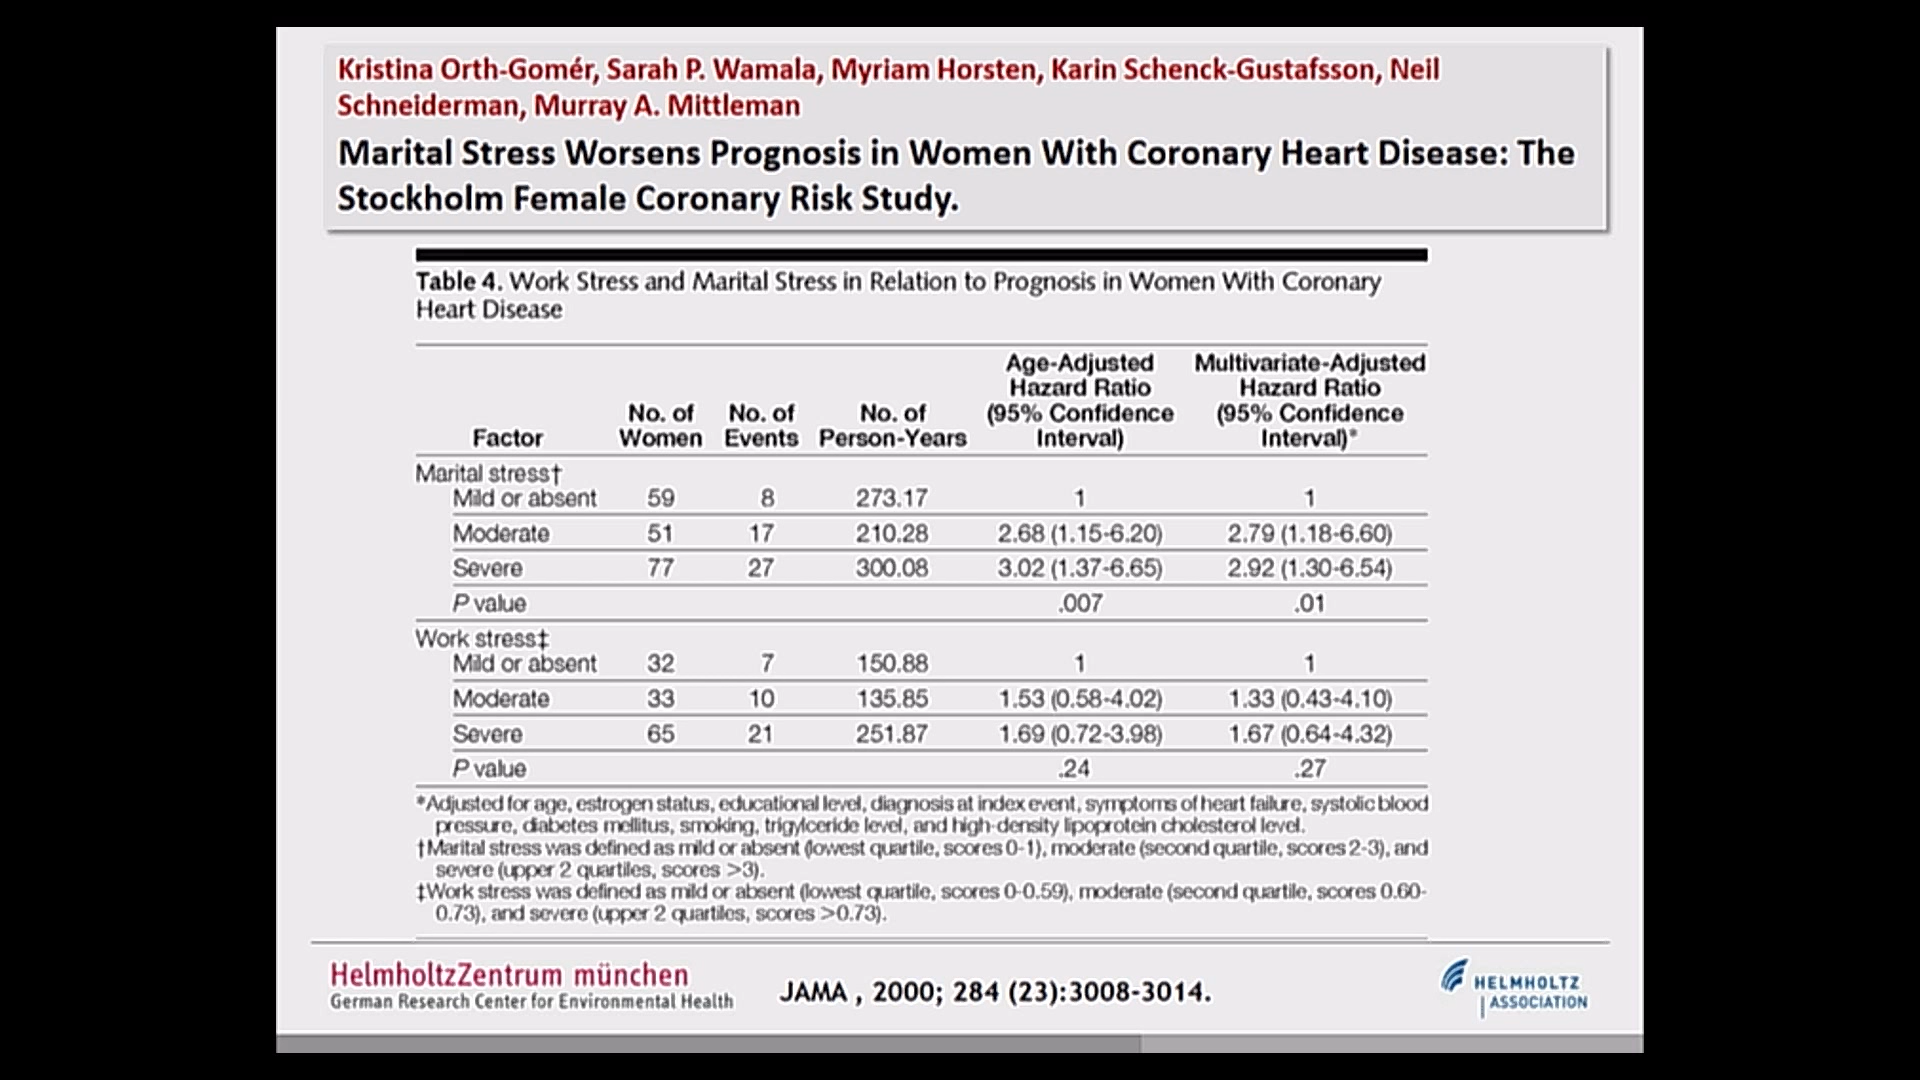 Kristina Orth-Gomér, Sarah P. Wamala, Myriam Horsten, Karin Schenck-Gustafsson, Neil
Schneiderman, Murray A. Mittleman
Marital Stress Worsens Prognosis in Women With Coronary Heart Disease: The
Stockholm Female Coronary Risk Study.
Table 4. Work Stress and Marital Stress in Relation to Prognosis in Women With Coronary
Heart Disease
Age-Adjusted Multivariate-Adjusted
Hazard Ratio Hazard Ratio
No. of No. of No. of (95% Confidence (95% Confidence
Factor Women Events Person-Years Interval) Interval)*
Marital stress†
Mild or absent 59 8 273.17 1 1
Moderate 51 17 210.28 2.68 (1.15-6.20) 2.79 (1.18-6.60)
Severe 77 27 300.08 3.02 (1.37-6.65) 2.92 (1.30-6.54)
P value .007 .01
Work stress‡
Mild or absent 32 7 150.88 1 1
Moderate 33 10 135.85 1.53 (0.58-4.02) 1.33 (0.43-4.10)
Severe 65 21 251.87 1.69 (0.72-3.98) 1.67 (0.64-4.32)
P value .24 .27
*Adjusted for age, estrogen status, educational level, diagnosis at index event, symptoms of heart failure, systolic blood
pressure, diabetes mellitus, smoking, trigylceride level, and high-density lipoprotein cholesterol level.
†Marital stress was defined as mild or absent (lowest quartile, scores 0-1), moderate (second quartile, scores 2-3), and
severe (upper 2 quartiles, scores >3).
‡Work stress was defined as mild or absent (lowest quartile, scores 0-0.59), moderate (second quartile, scores 0.60-
0.73), and severe (upper 2 quartiles, scores >0.73).
HelmholtzZentrum münchen
German Research Center for Environmental Health
JAMA , 2000; 284 (23):3008-3014.
HELMHOLTZ
ASSOCIATION